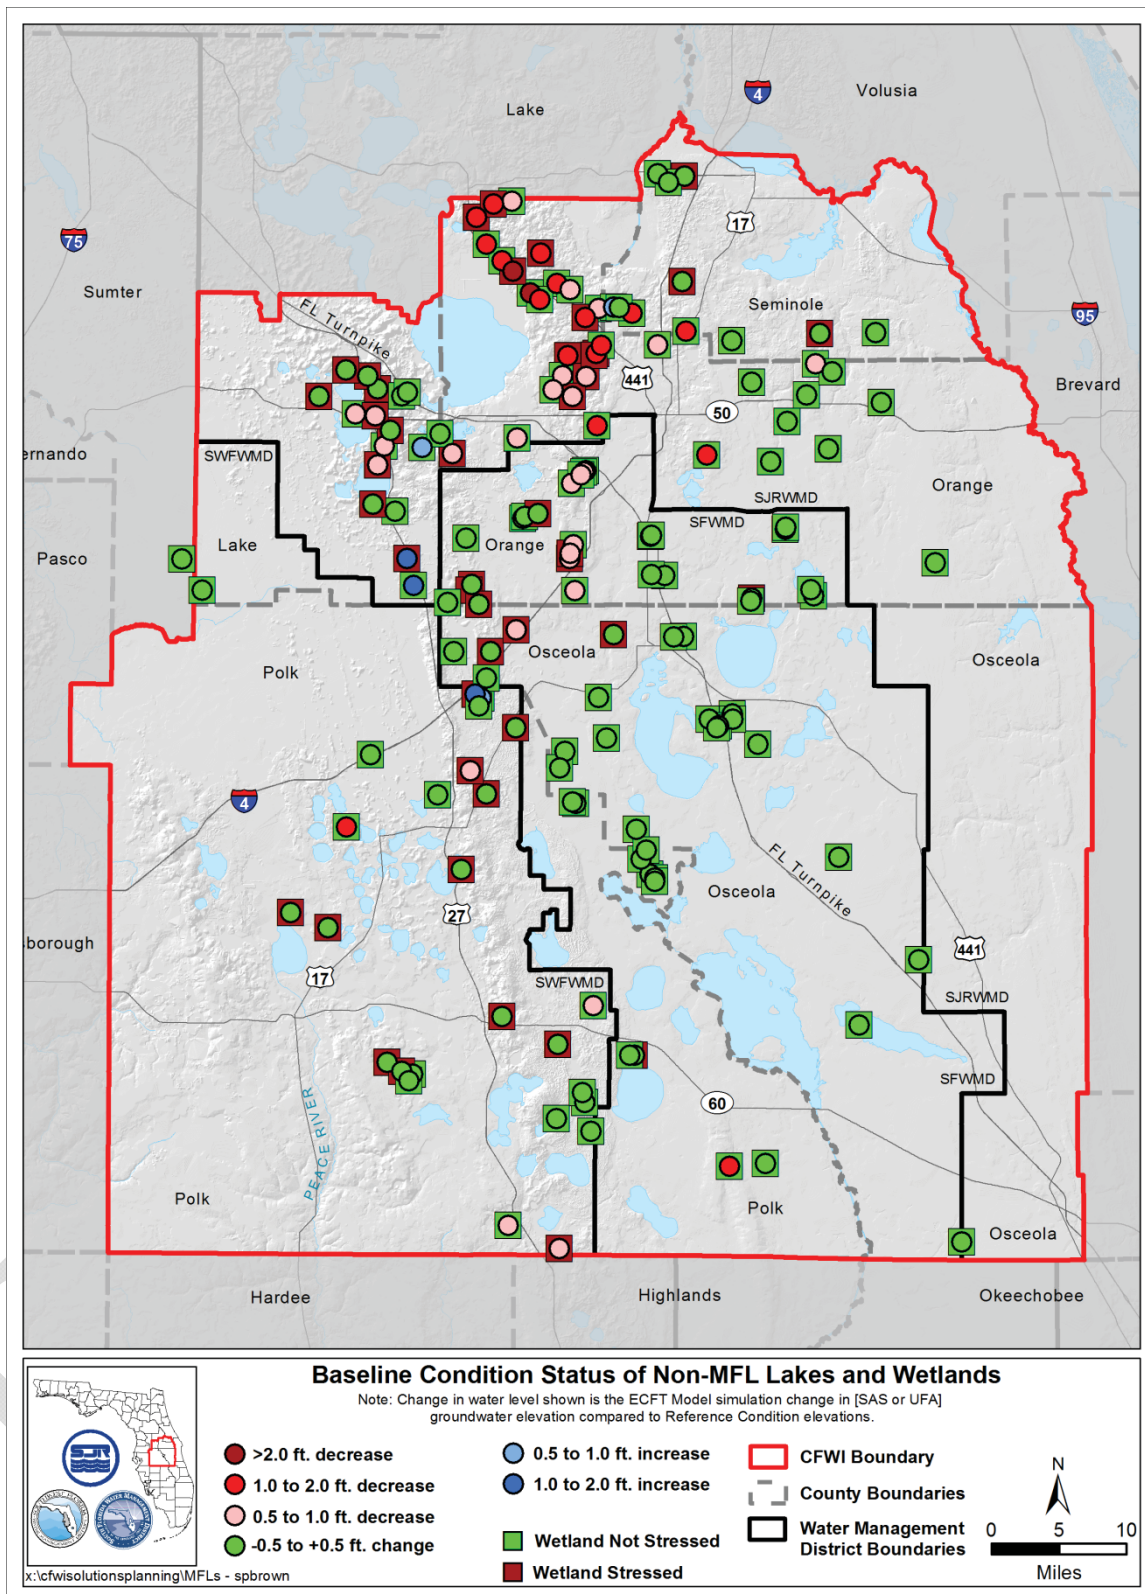 Lake
Volusia
4
75
17
Sumter
Seminole
FL Turnpike
95
441
Brevard
50
ernando
SWFWMD
SJRWMD
Orange
SFWMD
Pasco
Lake
Orange
Polk
Osceola
Osceola
4
FL Turnpike
Osceola
27
sborough
441
17
SWFWMD
SJRWMD
SFWMD
60
PEACE RIVER
Polk
Polk
Osceola
Hardee
Highlands
Okeechobee
Baseline Condition Status of Non-MFL Lakes and Wetlands
Note: Change in water level shown is the ECFT Model simulation change in [SAS or UFA]
groundwater elevation compared to Reference Condition elevations.
>2.0 ft. decrease
1.0 to 2.0 ft. decrease
0.5 to 1.0 ft. decrease
-0.5 to +0.5 ft. change
0.5 to 1.0 ft. increase
1.0 to 2.0 ft. increase
Wetland Not Stressed
Wetland Stressed
CFWI Boundary
County Boundaries
Water Management
District Boundaries
N
0 5 10
Miles
SJR
x:\cfwisolutionsplanning\MFLs - spbrown